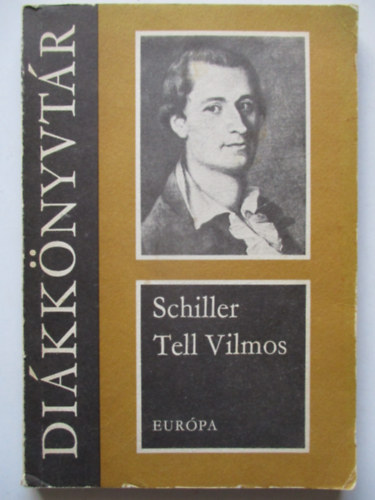 DIÁKKÖNYVTÁR
Schiller
Tell Vilmos
EURÓPA